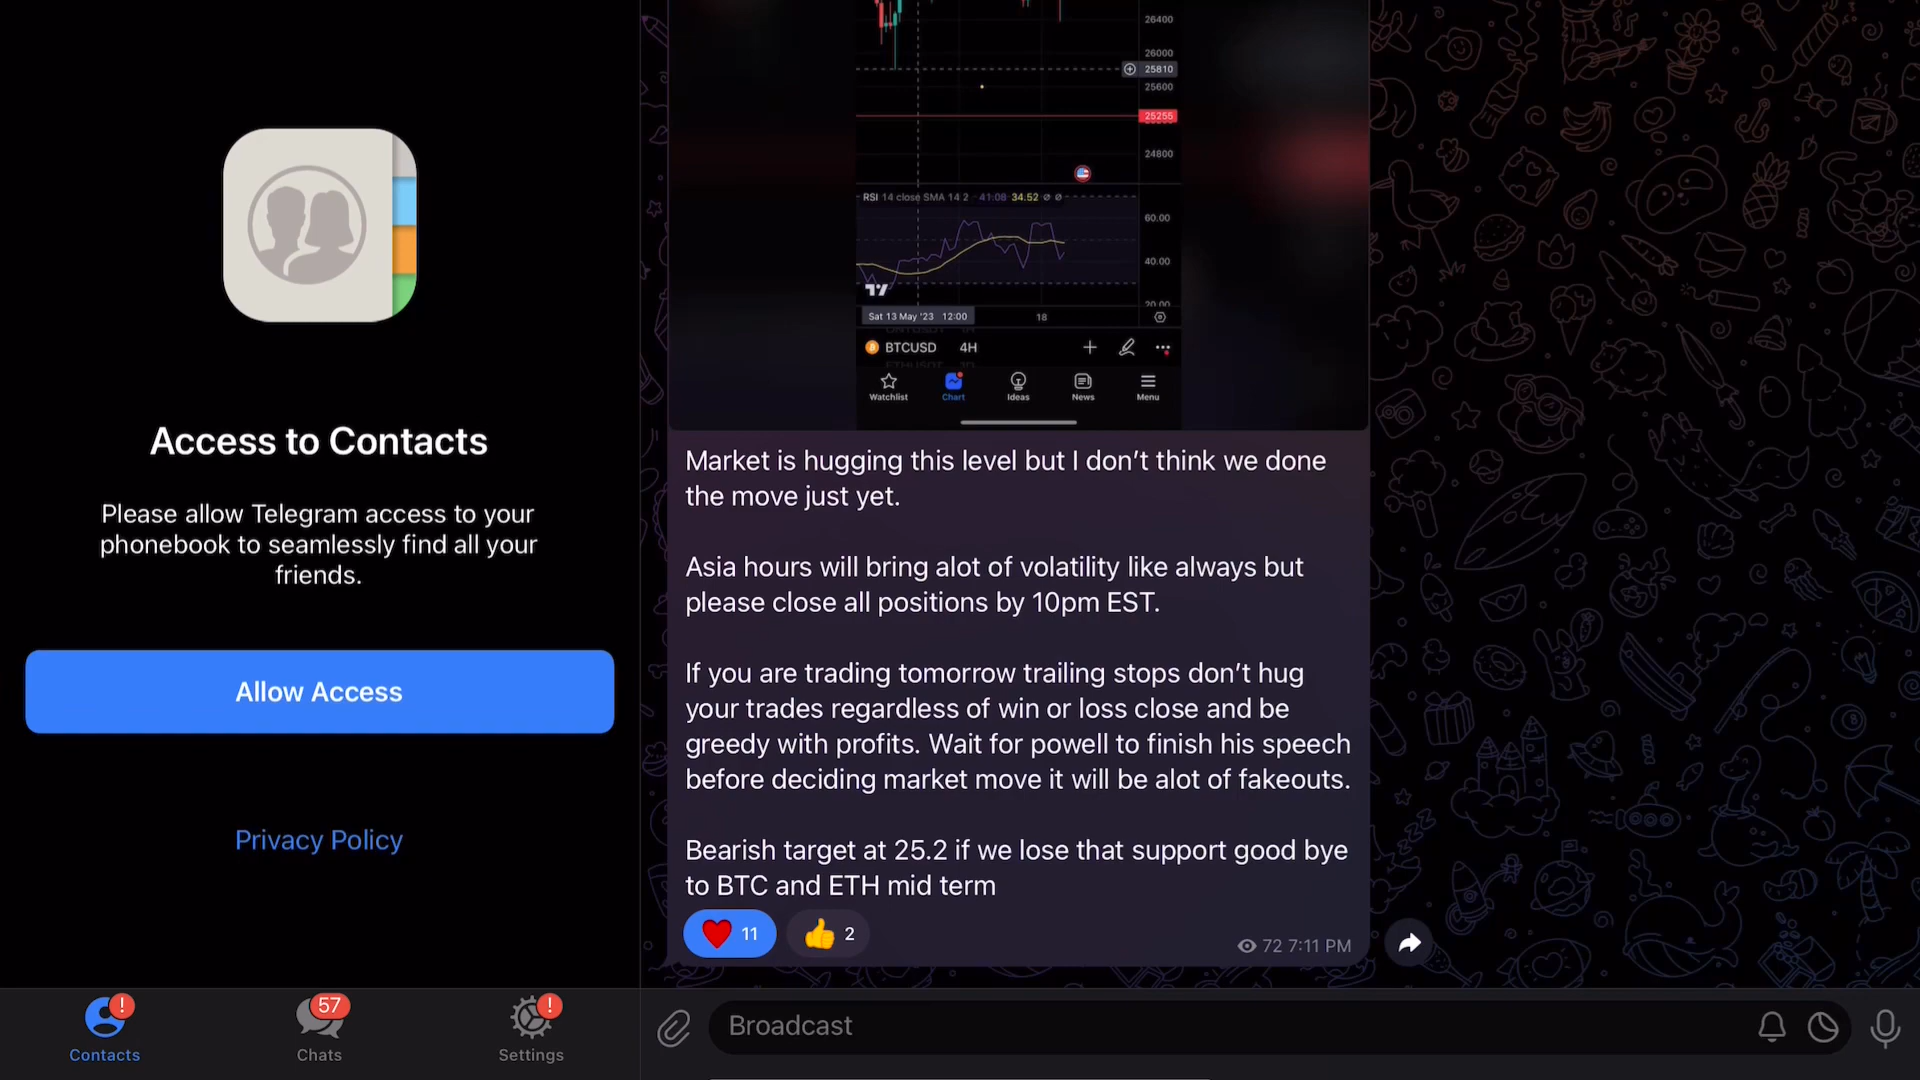 26400
26000
25810
25600
25255
24800
RSI 14 close SMA 14 2 41.08 34.52
60.00
40.00
20.00
Sat 13 May '23 12:00
18
BTCUSD 4H
Watchlist Chart Ideas News Menu
Access to Contacts
Please allow Telegram access to your
phonebook to seamlessly find all your
friends.
Allow Access
Privacy Policy
Market is hugging this level but I don’t think we done
the move just yet.
Asia hours will bring alot of volatility like always but
please close all positions by 10pm EST.
If you are trading tomorrow trailing stops don’t hug
your trades regardless of win or loss close and be
greedy with profits. Wait for powell to finish his speech
before deciding market move it will be alot of fakeouts.
Bearish target at 25.2 if we lose that support good bye
to BTC and ETH mid term
11 2
72 7:11 PM
! 57 !
Contacts Chats Settings
Broadcast